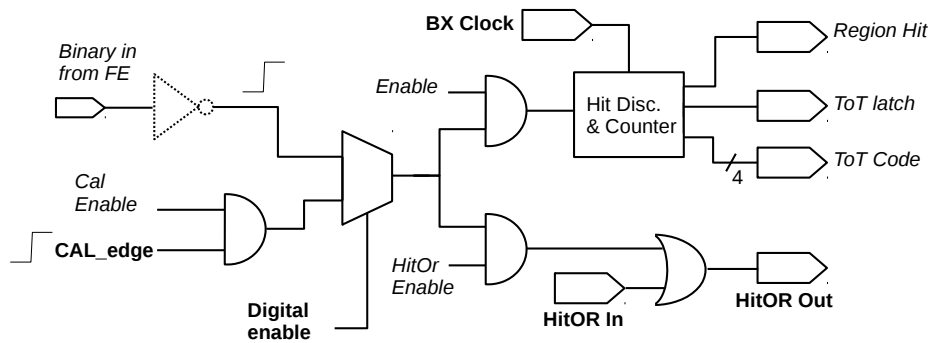 BX Clock
Binary in
from FE
Region Hit
Enable
Hit Disc.
& Counter
ToT latch
ToT Code
4
Cal
Enable
CAL_edge
HitOr
Enable
Digital
enable
HitOR In
HitOR Out